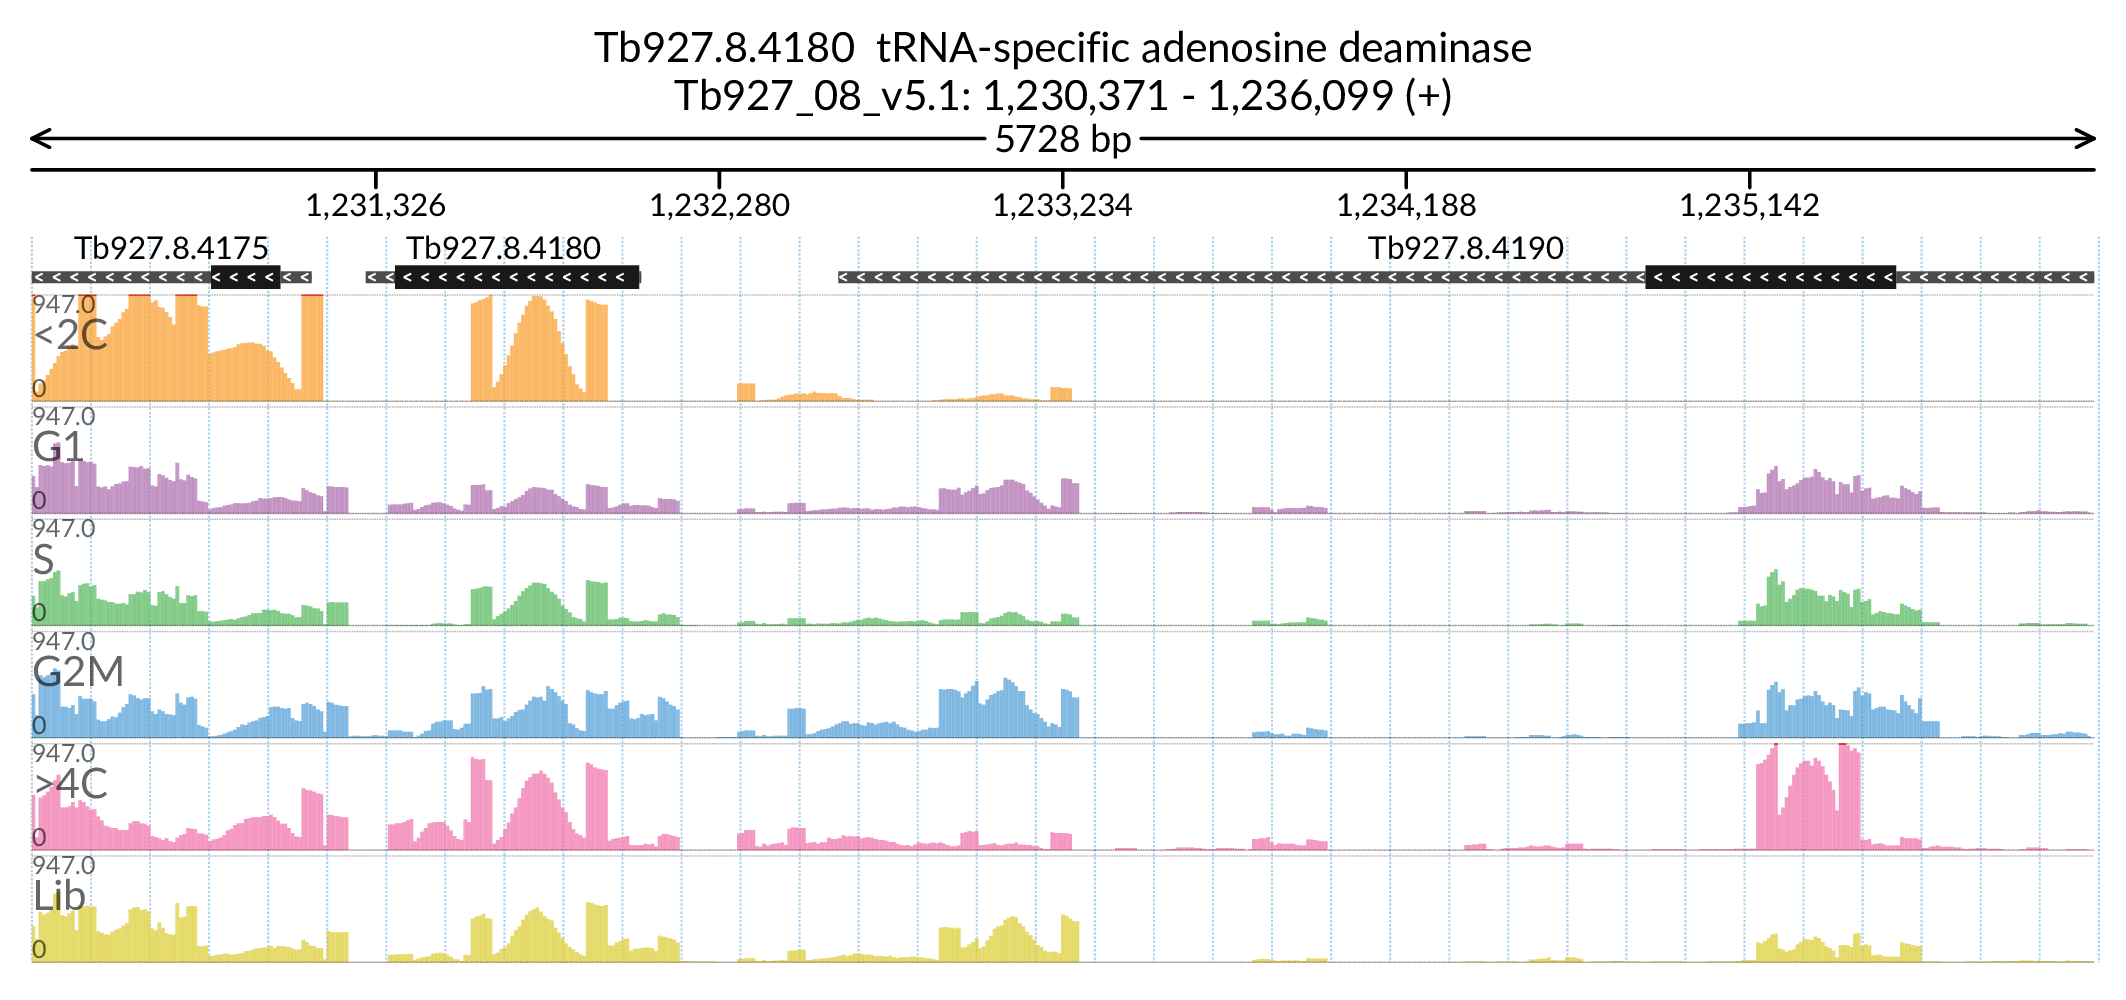 Tb927.8.4180 tRNA-specific adenosine deaminase
Tb927_08_v5.1: 1,230,371 - 1,236,099 (+)
5728 bp
1,231,326 1,232,280 1,233,234 1,234,188 1,235,142
Tb927.8.4175 Tb927.8.4180 Tb927.8.4190
947.0
<2C
0
947.0
G1
0
947.0
S
0
947.0
G2M
0
947.0
>4C
0
947.0
Lib
0